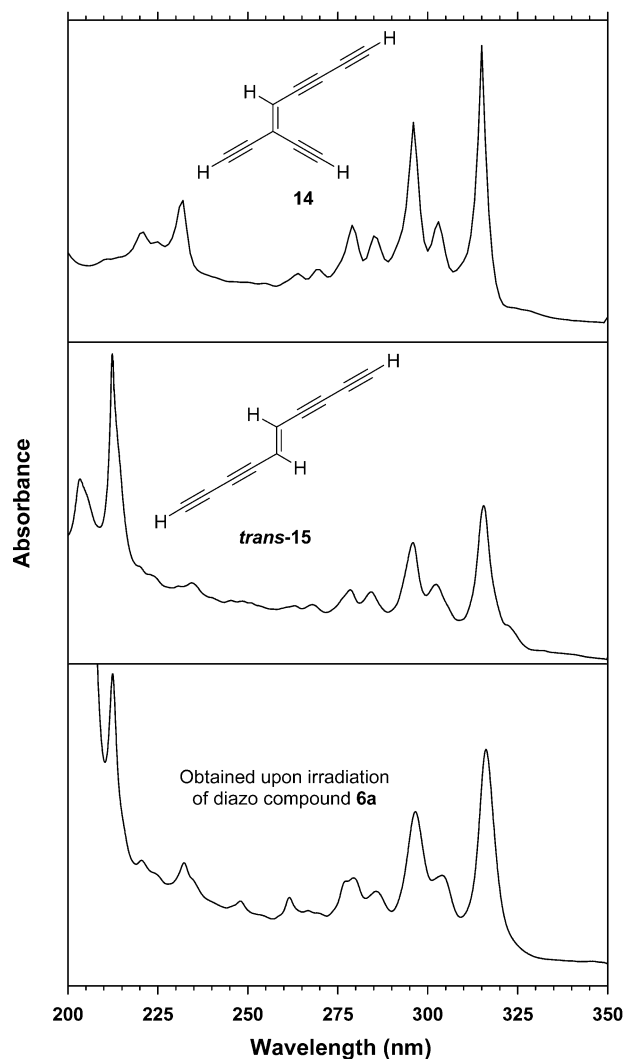 H
H
H
H
14
H
H
H
H
trans-15
Absorbance
Obtained upon irradiation
of diazo compound 6a
200 225 250 275 300 325 350
Wavelength (nm)